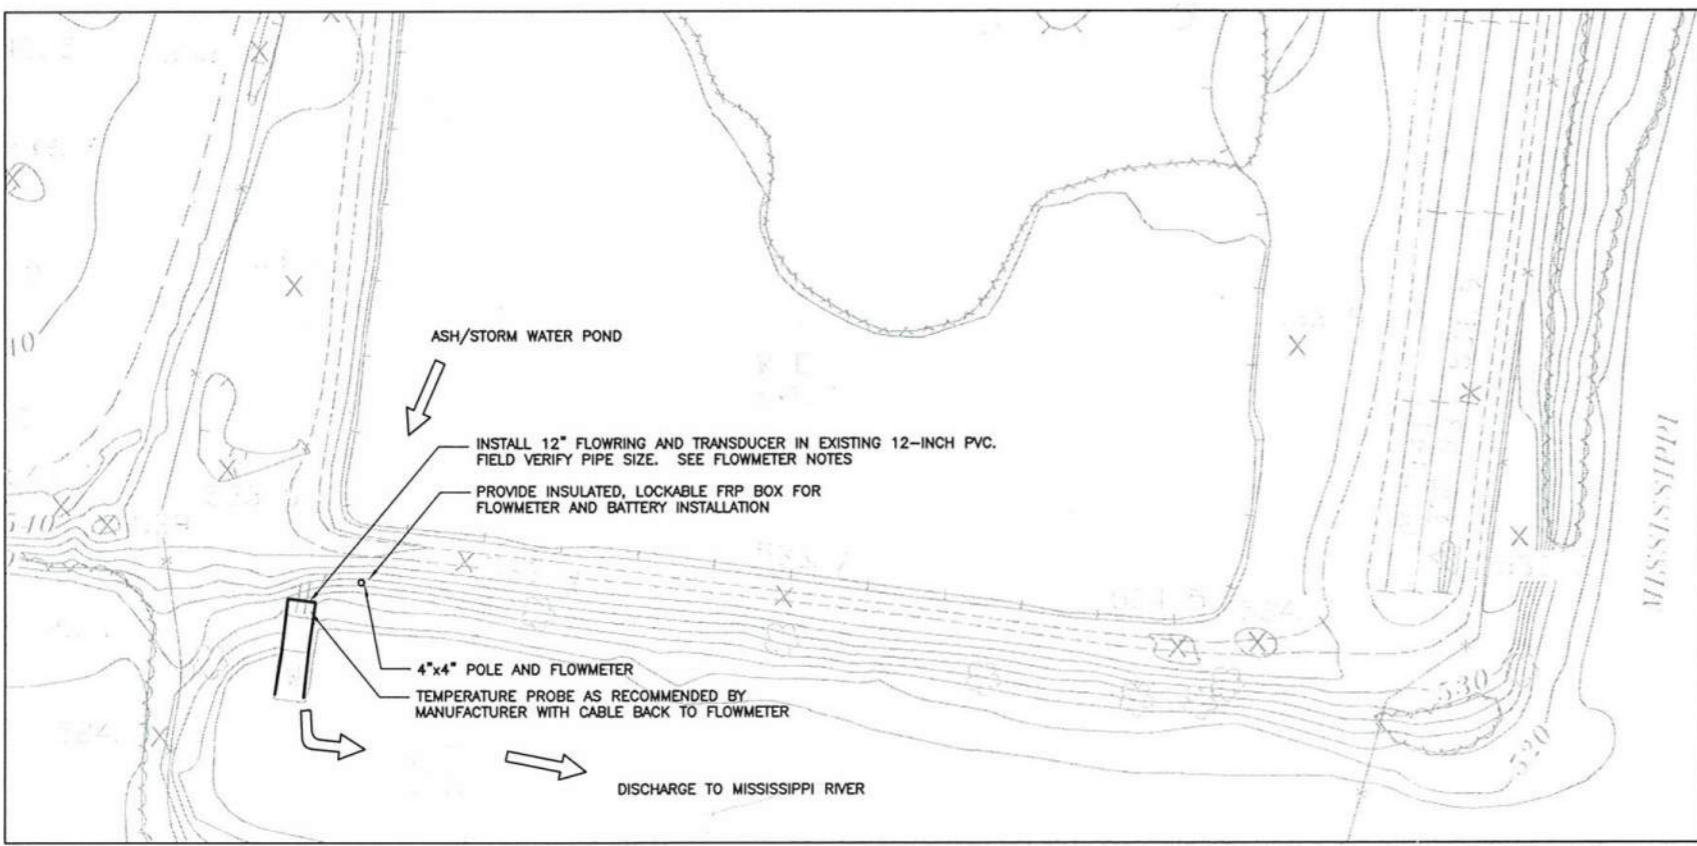 ASH/STORM WATER POND
INSTALL 12" FLOWRING AND TRANSDUCER IN EXISTING 12-INCH PVC.
FIELD VERIFY PIPE SIZE. SEE FLOWMETER NOTES
PROVIDE INSULATED, LOCKABLE FRP BOX FOR
FLOWMETER AND BATTERY INSTALLATION
4"x4" POLE AND FLOWMETER
TEMPERATURE PROBE AS RECOMMENDED BY
MANUFACTURER WITH CABLE BACK TO FLOWMETER
DISCHARGE TO MISSISSIPPI RIVER
MISSISSIPPI
540
530
520